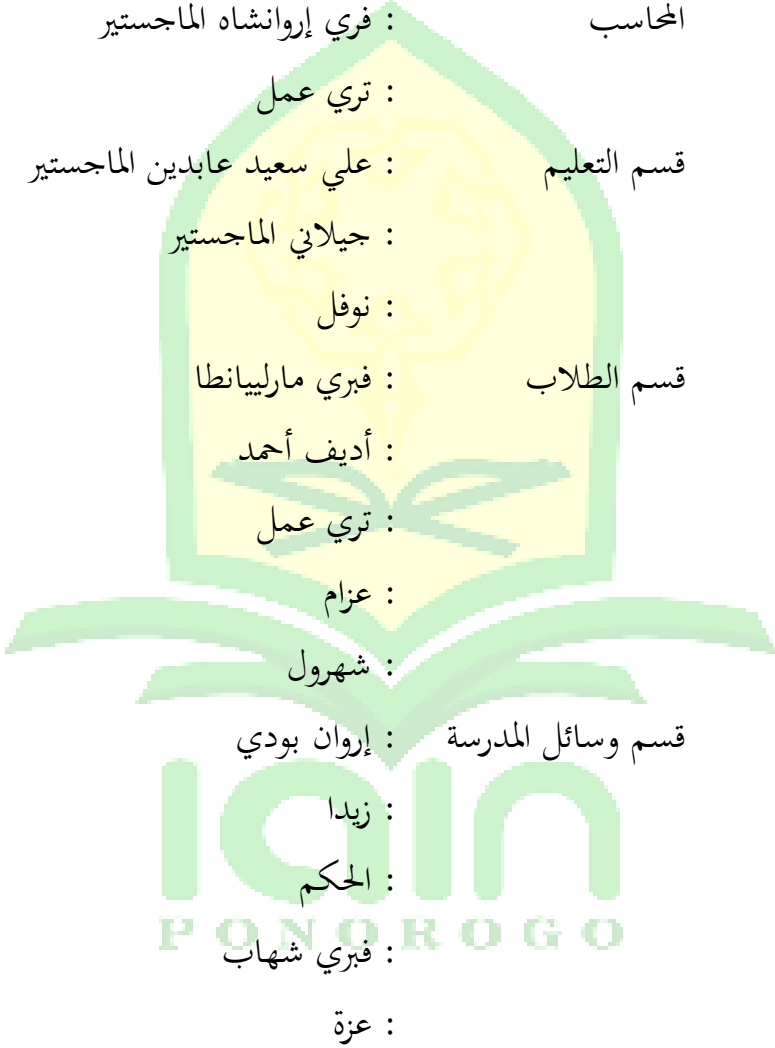 المحاسب : فري إروانشاه الماجستير
: تري عمل
قسم التعليم : علي سعيد عابدين الماجستير
: جيلاني الماجستير
: نوفل
قسم الطلاب : فبري مارلييانطا
: أديف أحمد
: تري عمل
: عزام
: شهرول
قسم وسائل المدرسة : إروان بودي
: زيدا
: الحكم
: فبري شهاب
: عزة
iain
PONOROGO